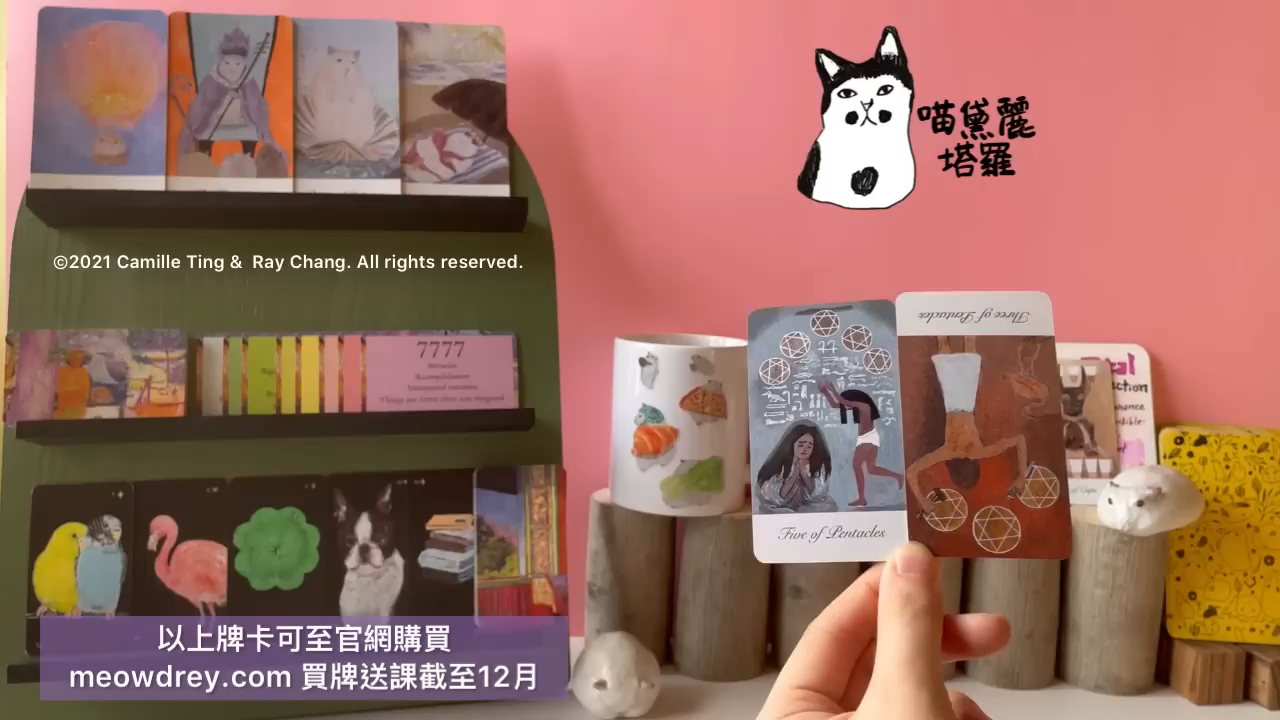 喵黛麗
塔羅
©2021 Camille Ting & Ray Chang. All rights reserved.
7777
Miracles
Accomplishment
Three of Pentacles
Five of Pentacles
以上牌卡可至官網購買
meowdrey.com 買牌送課截至12月